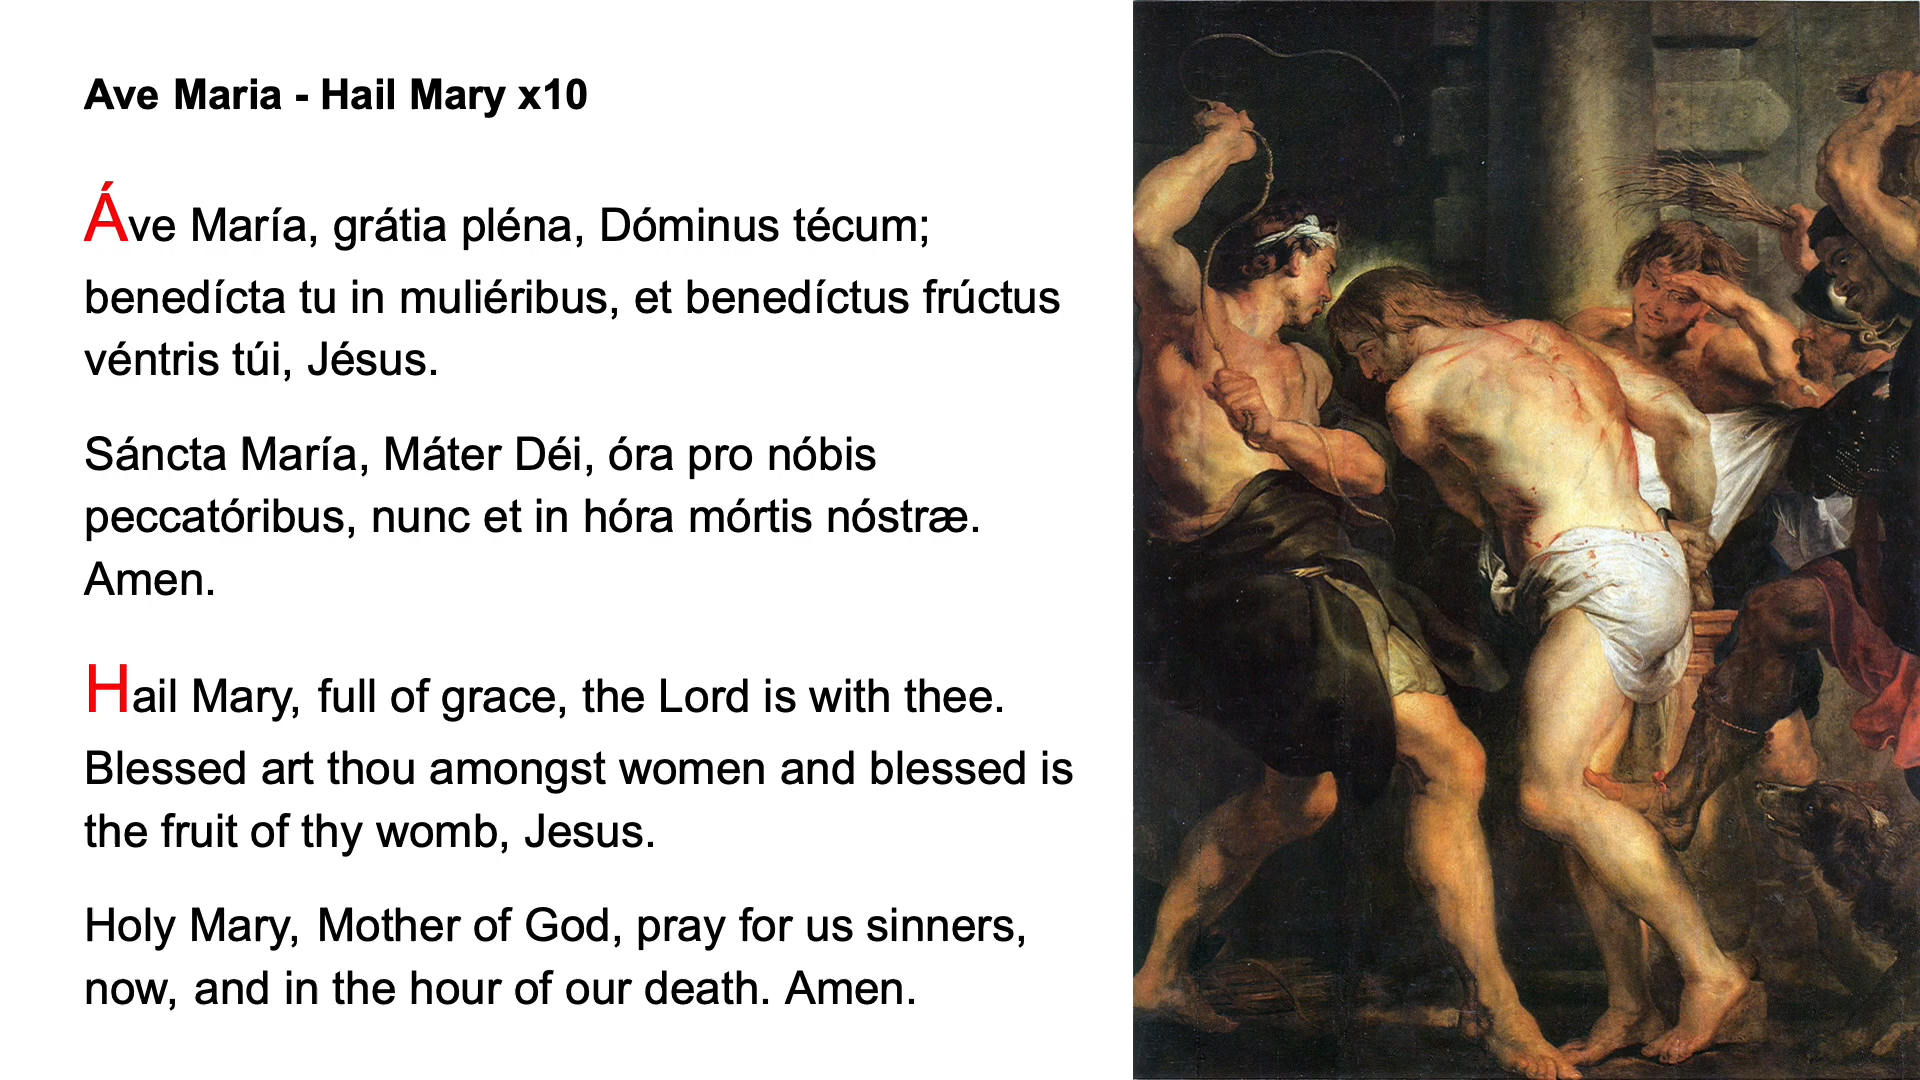 Ave Maria - Hail Mary x10
Áve María, grátia pléna, Dóminus técum;
benedícta tu in muliéribus, et benedíctus frúctus
véntris túi, Jésus.
Sáncta María, Máter Déi, óra pro nóbis
peccatóribus, nunc et in hóra mórtis nóstræ.
Amen.
Hail Mary, full of grace, the Lord is with thee.
Blessed art thou amongst women and blessed is
the fruit of thy womb, Jesus.
Holy Mary, Mother of God, pray for us sinners,
now, and in the hour of our death. Amen.